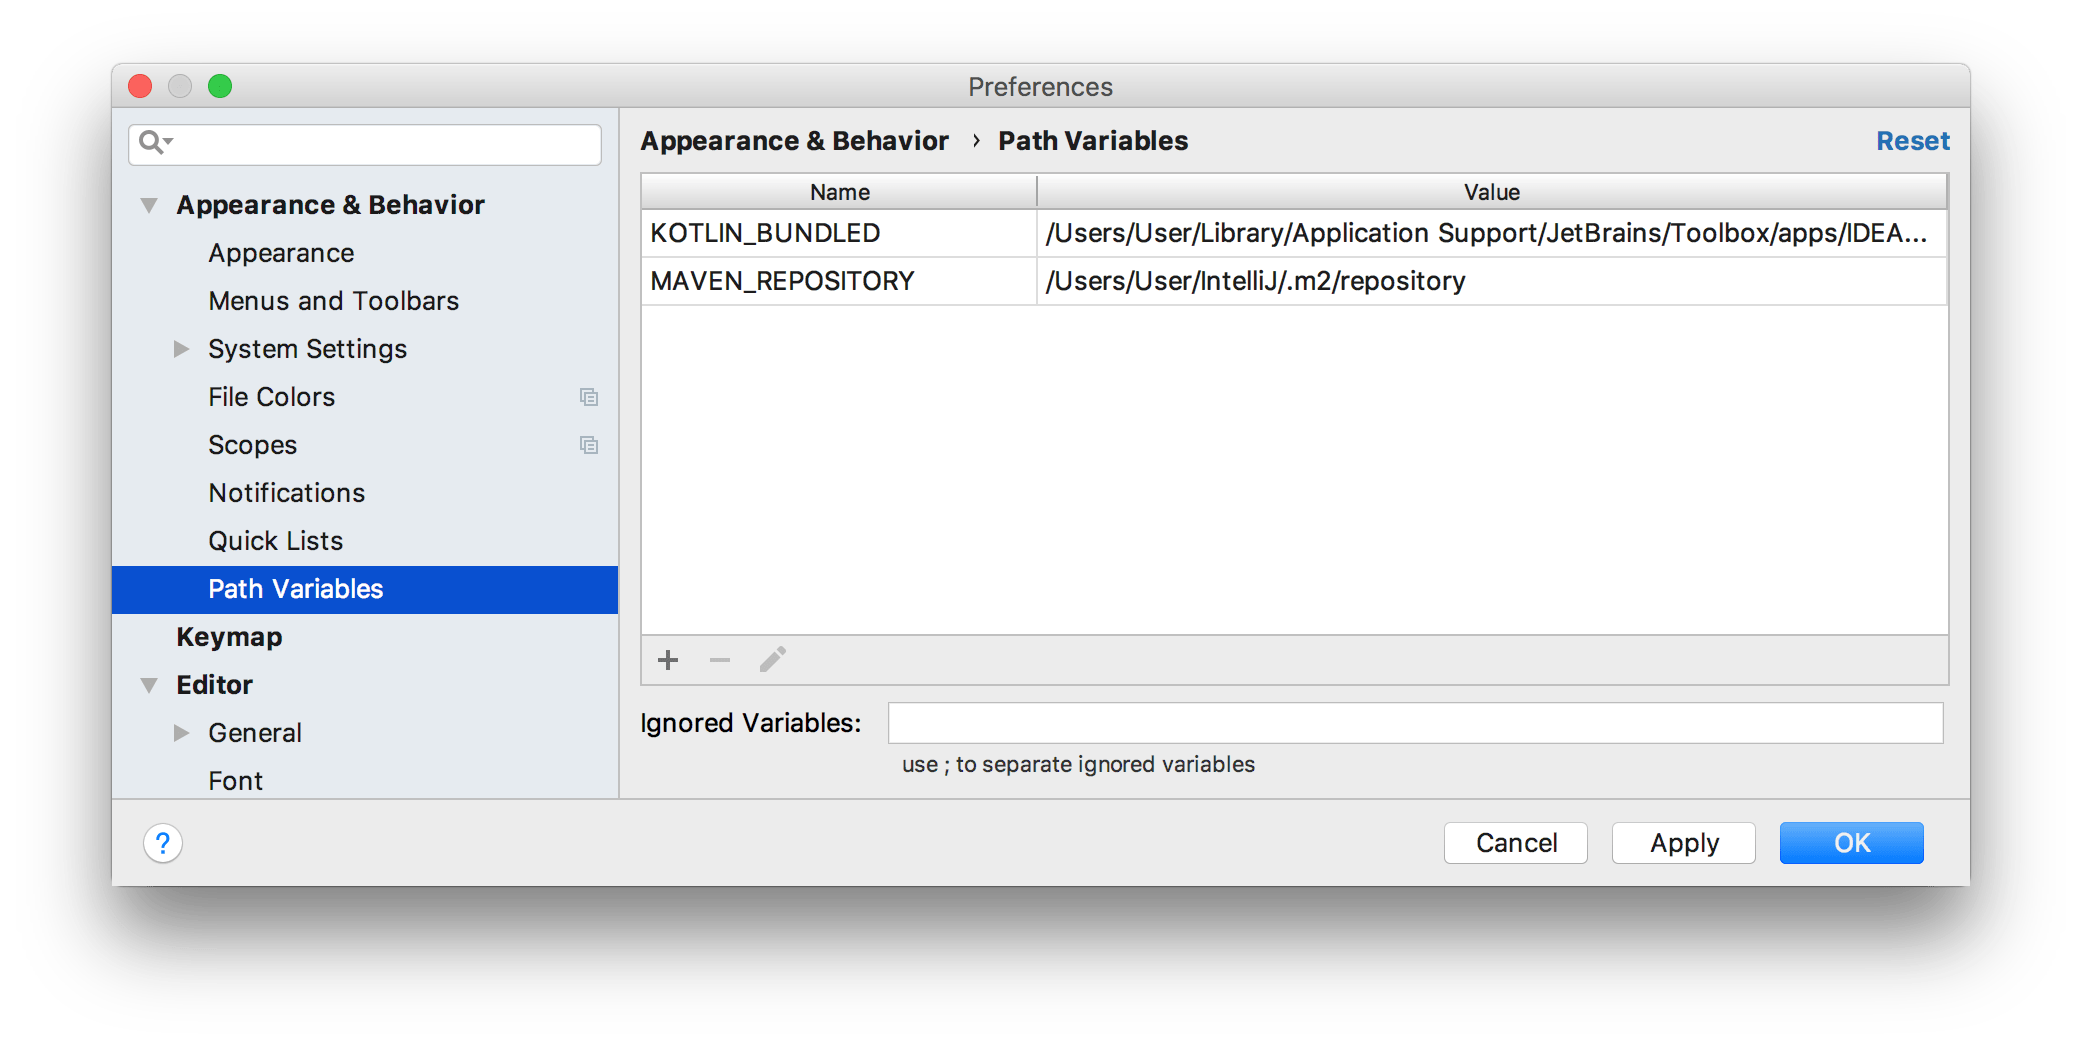 Preferences
Appearance & Behavior
Appearance
Menus and Toolbars
System Settings
File Colors
Scopes
Notifications
Quick Lists
Path Variables
Keymap
Editor
General
Font
Appearance & Behavior › Path Variables Reset
Name Value
KOTLIN_BUNDLED /Users/User/Library/Application Support/JetBrains/Toolbox/apps/IDEA...
MAVEN_REPOSITORY /Users/User/IntelliJ/.m2/repository
Ignored Variables:
use ; to separate ignored variables
? Cancel Apply OK